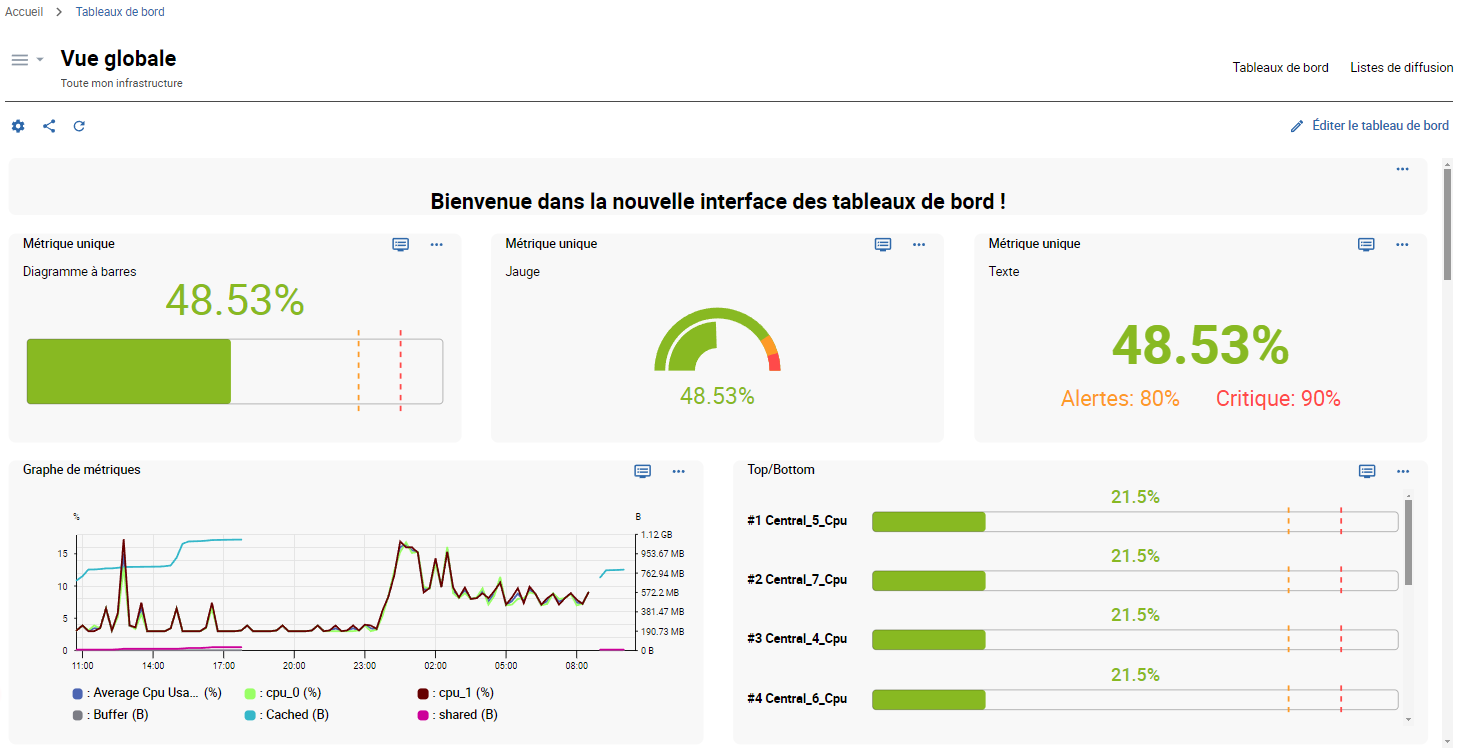 Accueil > Tableaux de bord
Vue globale
Toute mon infrastructure
Tableaux de bord Listes de diffusion
Éditer le tableau de bord
Bienvenue dans la nouvelle interface des tableaux de bord !
Métrique unique
Diagramme à barres
48.53%
Métrique unique
Jauge
48.53%
Métrique unique
Texte
48.53%
Alertes: 80% Critique: 90%
Graphe de métriques
% B
1.12 GB
15 953.67 MB
762.94 MB
10 572.2 MB
381.47 MB
5 190.73 MB
0 0 B
11:00 14:00 17:00 20:00 23:00 02:00 05:00 08:00
: Average Cpu Usa... (%) : cpu_0 (%) : cpu_1 (%)
: Buffer (B) : Cached (B) : shared (B)
Top/Bottom
21.5%
#1 Central_5_Cpu
21.5%
#2 Central_7_Cpu
21.5%
#3 Central_4_Cpu
21.5%
#4 Central_6_Cpu